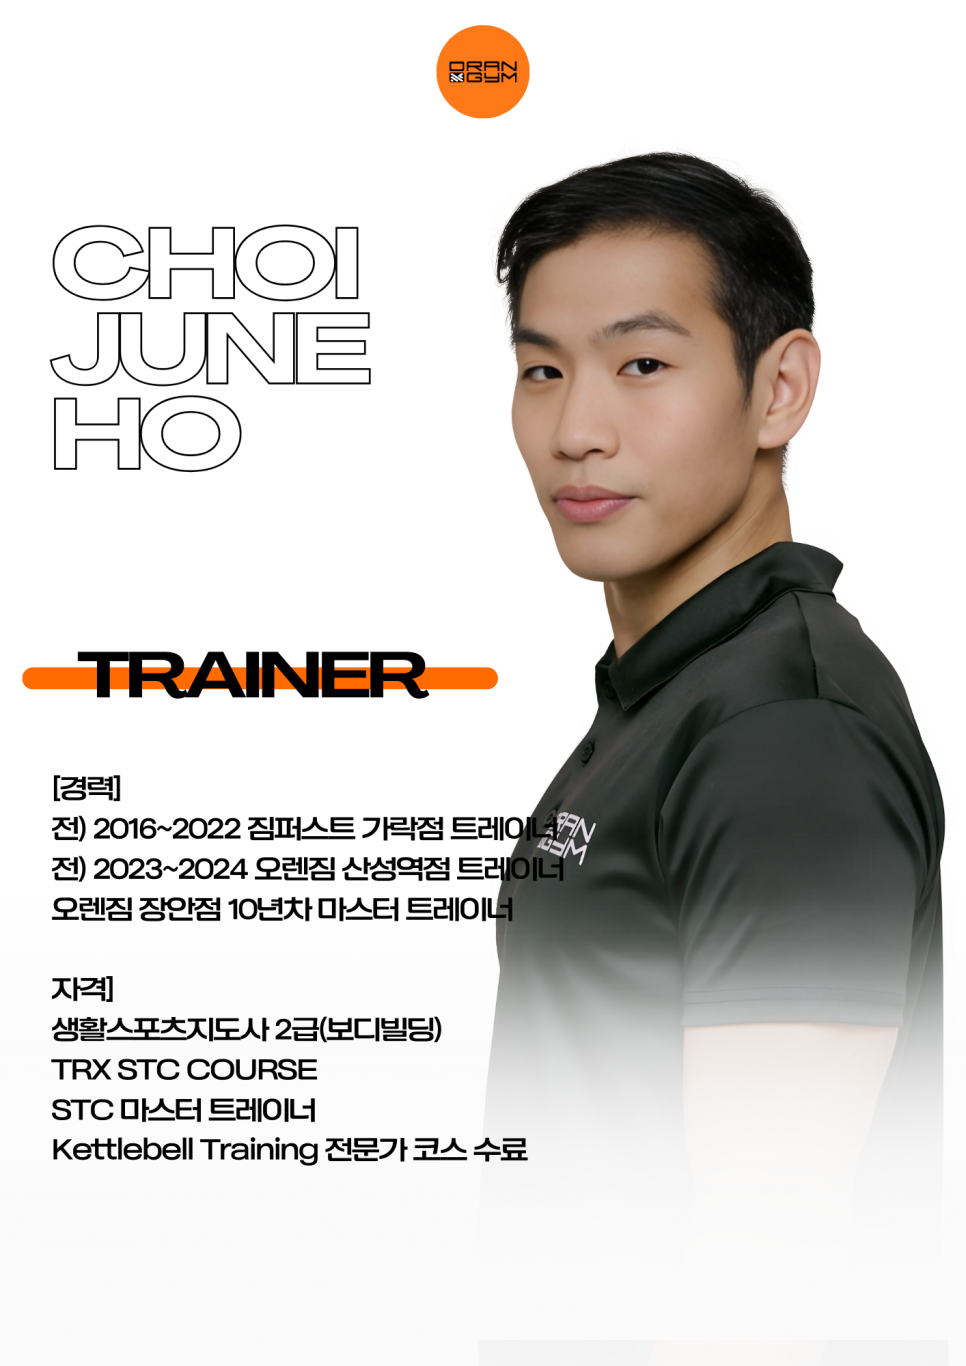 ORAN
GYM
CHOI
JUNE
HO
TRAINER
[경력]
전) 2016~2022 짐퍼스트 가락점 트레이너
전) 2023~2024 오렌짐 산성역점 트레이너
오렌짐 장안점 10년차 마스터 트레이너
자격]
생활스포츠지도사 2급(보디빌딩)
TRX STC COURSE
STC 마스터 트레이너
Kettlebell Training 전문가 코스 수료
ORAN
GYM